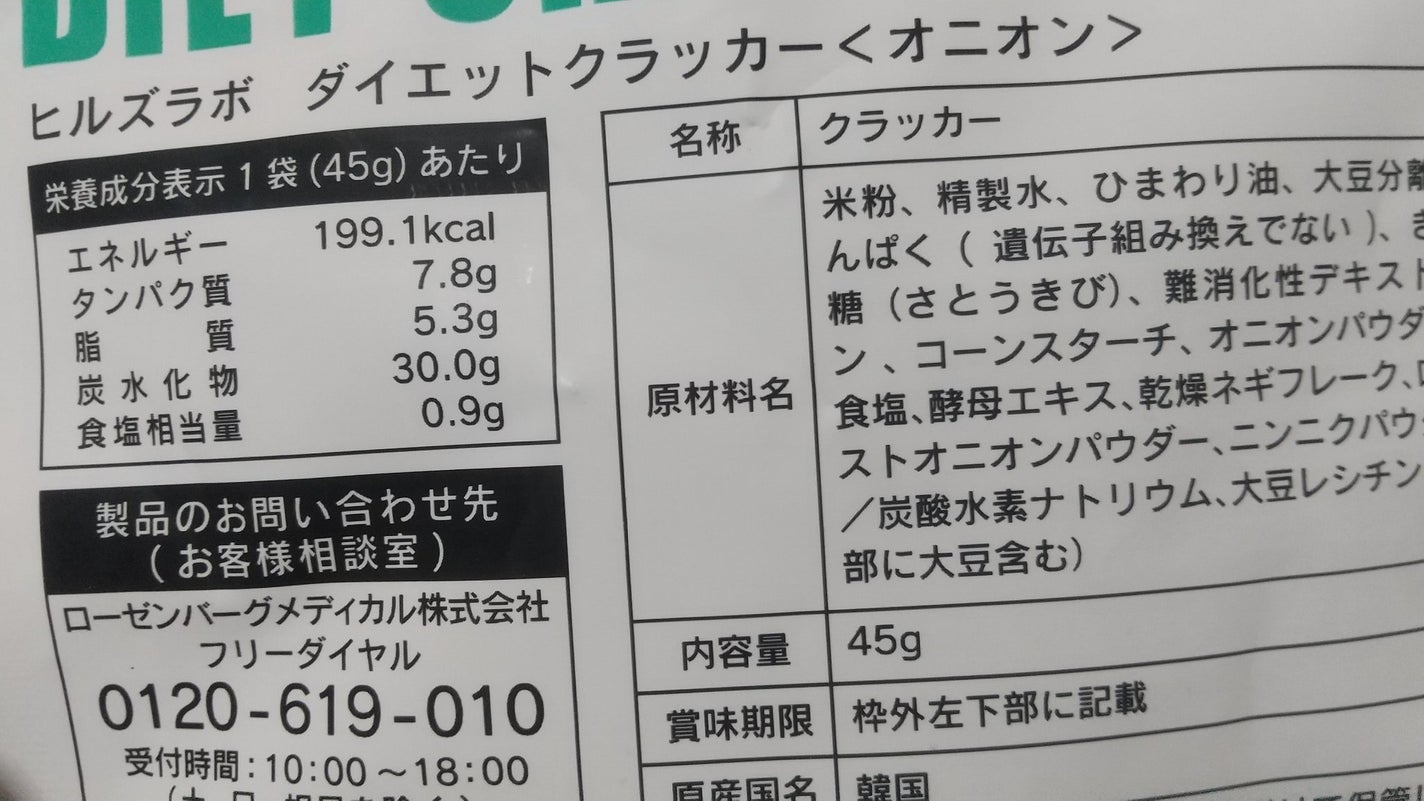 ヒルズラボ ダイエットクラッカー<オニオン>
栄養成分表示 1 袋 (45g) あたり
エネルギー 199.1kcal
タンパク質 7.8g
脂質 5.3g
炭水化物 30.0g
食塩相当量 0.9g
製品のお問い合わせ先
(お客様相談室)
ローゼンバーグメディカル株式会社
フリーダイヤル
0120-619-010
受付時間:10:00~18:00
名称 クラッカー
原材料名
米粉、精製水、ひまわり油、大豆分離
んぱく ( 遺伝子組み換えでない )、き
糖 (さとうきび)、難消化性デキスト
ン、コーンスターチ、オニオンパウダ
食塩、酵母エキス、乾燥ネギフレーク、ロ
ストオニオンパウダー、ニンニクパウ
/炭酸水素ナトリウム、大豆レシチン
部に大豆含む)
内容量 45g
賞味期限 枠外左下部に記載
原産国名 韓国